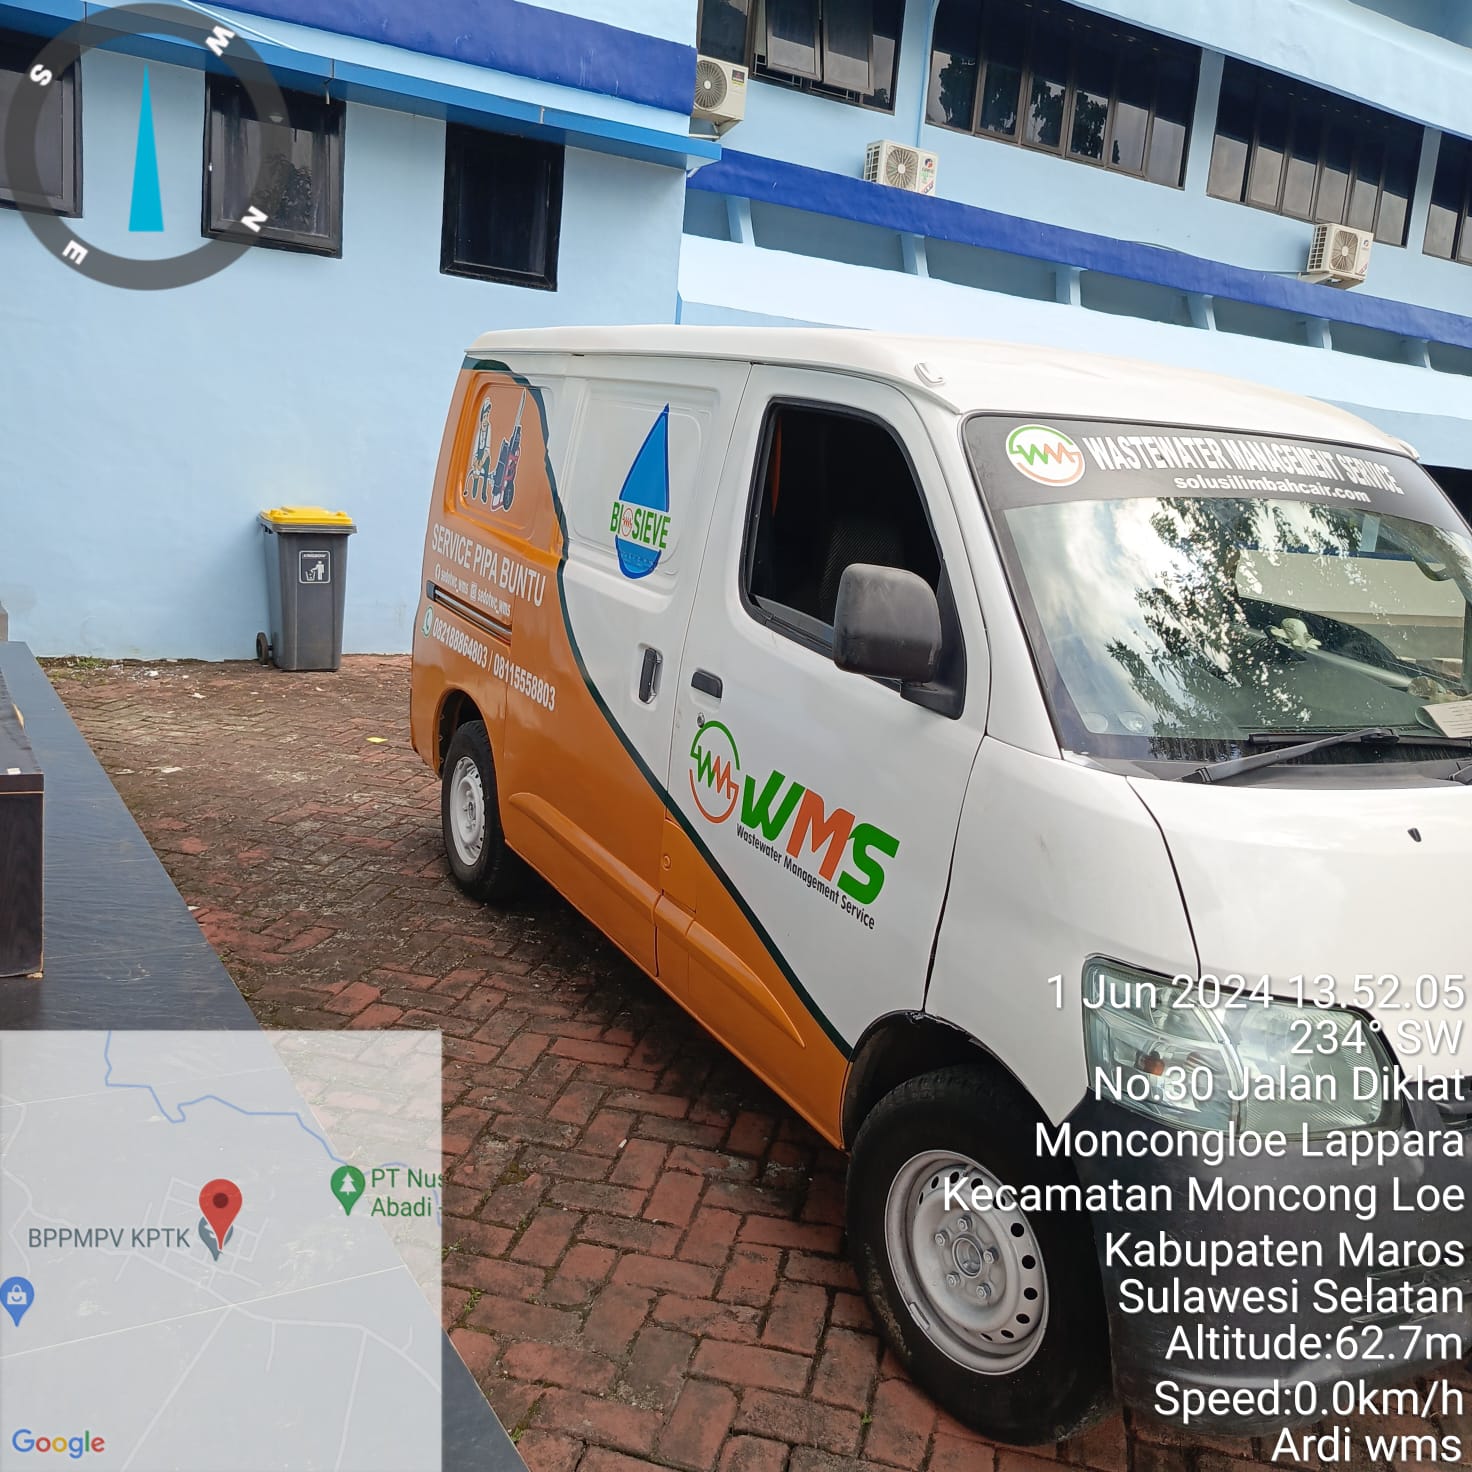 S
W
N
E
WASTEWATER MANAGEMENT SERVICE
solusilimbahcair.com
BIOSIEVE
SERVICE PIPA BUNTU
sedotwc_wms sedotwc_wms
082188864803 / 08115558803
WMS
Wastewater Management Service
1 Jun 2024 13.52.05
234° SW
No.30 Jalan Diklat
Moncongloe Lappara
Kecamatan Moncong Loe
Kabupaten Maros
Sulawesi Selatan
Altitude:62.7m
Speed:0.0km/h
Ardi wms
PT Nus
Abadi
BPPMPV KPTK
Google